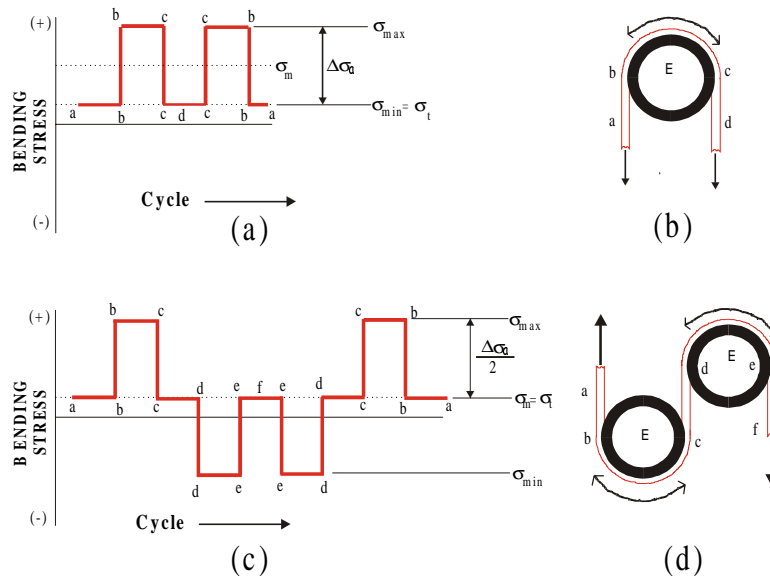 (+)
b c c b
σmax
Δσa
σm
a
σmin= σt
a
b c d c b
BENDING
STRESS
(-)
Cycle
(a)
E
b c
a d
(b)
(+)
b c
c b
σmax
Δσa
2
d e f e d
σm= σt
a
b c
c b a
BENDING
STRESS
d e e d
σmin
(-)
Cycle
(c)
E
d e
a
E
b c
f
(d)